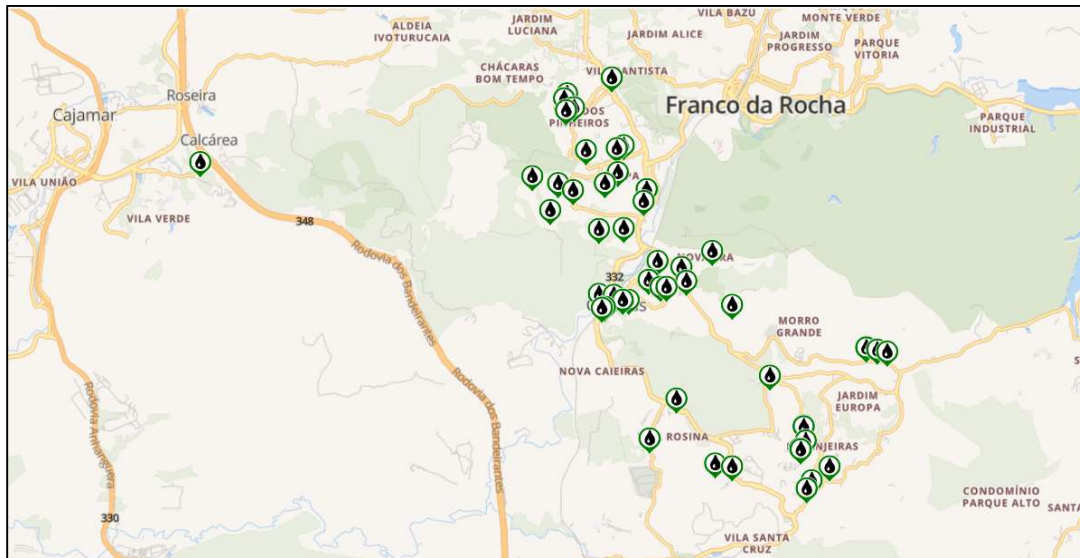 VILA BAZU
JARDIM
LUCIANA
ALDEIA
IVOTURUCAIA
JARDIM ALICE
JARDIM
PROGRESSO
MONTE VERDE
PARQUE
VITORIA
CHÁCARAS
BOM TEMPO
Roseira
Cajamar
Franco da Rocha
PARQUE
INDUSTRIAL
Calcárea
VILA UNIÃO
VILA VERDE
348
Rodovia dos Bandeirantes
332
MORRO
GRANDE
NOVA CAIEIRAS
Rodovia dos Bandeirantes
JARDIM
EUROPA
ROSINA
Rodovia Anhanguera
CONDOMÍNIO
PARQUE ALTO
SANTA
330
VILA SANTA
CRUZ